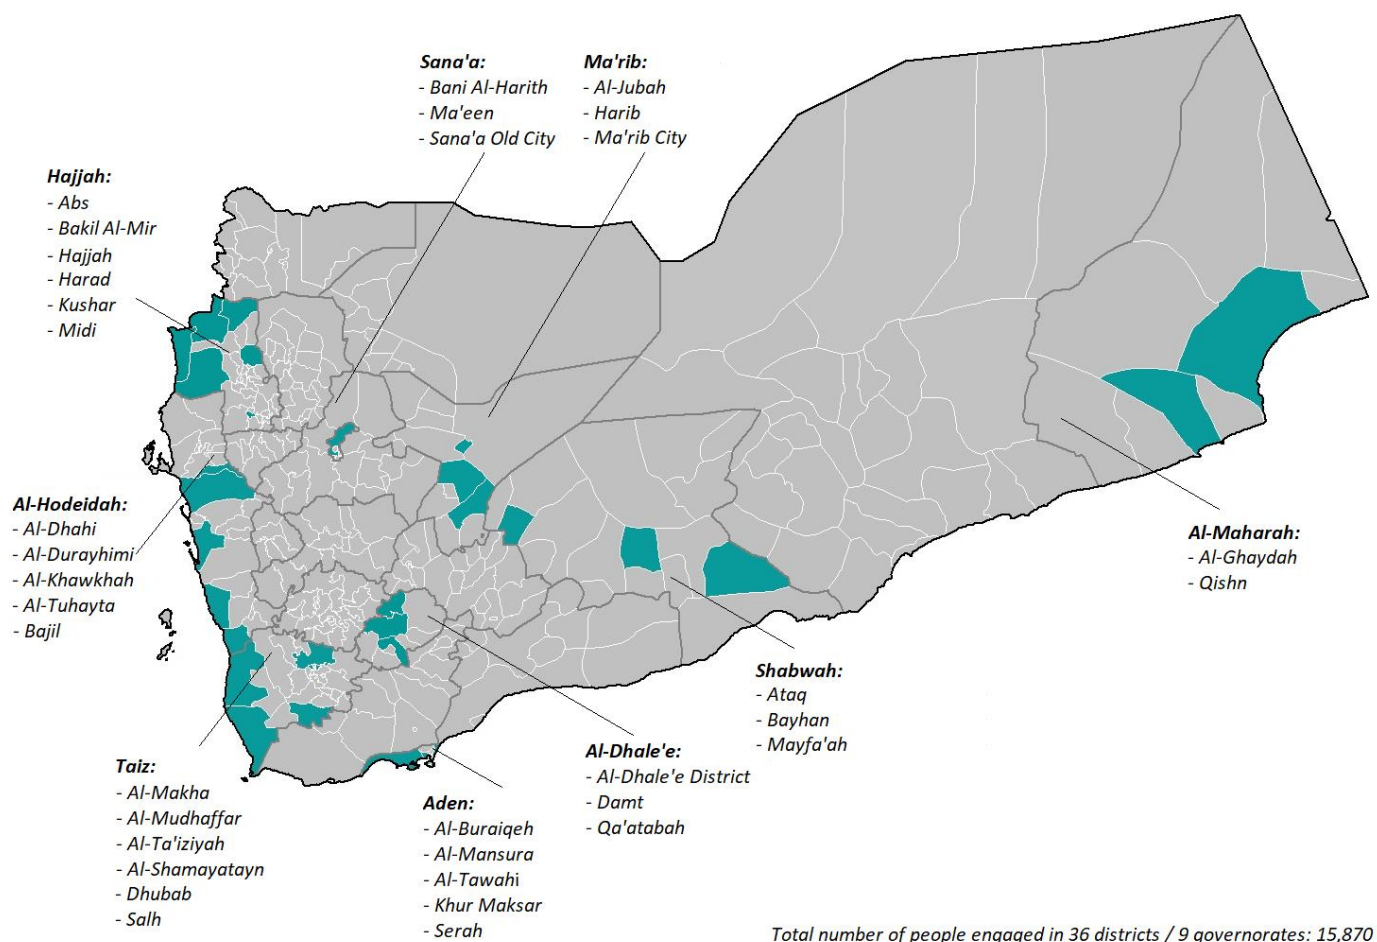 Sana'a:
- Bani Al-Harith
- Ma'een
- Sana'a Old City
Ma'rib:
- Al-Jubah
- Harib
- Ma'rib City
Hajjah:
- Abs
- Bakil Al-Mir
- Hajjah
- Harad
- Kushar
- Midi
Al-Hodeidah:
- Al-Dhahi
- Al-Durayhimi
- Al-Khawkhah
- Al-Tuhayta
- Bajil
Al-Maharah:
- Al-Ghaydah
- Qishn
Shabwah:
- Ataq
- Bayhan
- Mayfa'ah
Al-Dhale'e:
- Al-Dhale'e District
- Damt
- Qa'atabah
Taiz:
- Al-Makha
- Al-Mudhaffar
- Al-Ta'iziyah
- Al-Shamayatayn
- Dhubab
- Salh
Aden:
- Al-Buraiqeh
- Al-Mansura
- Al-Tawahi
- Khur Maksar
- Serah
Total number of people engaged in 36 districts / 9 governorates: 15,870